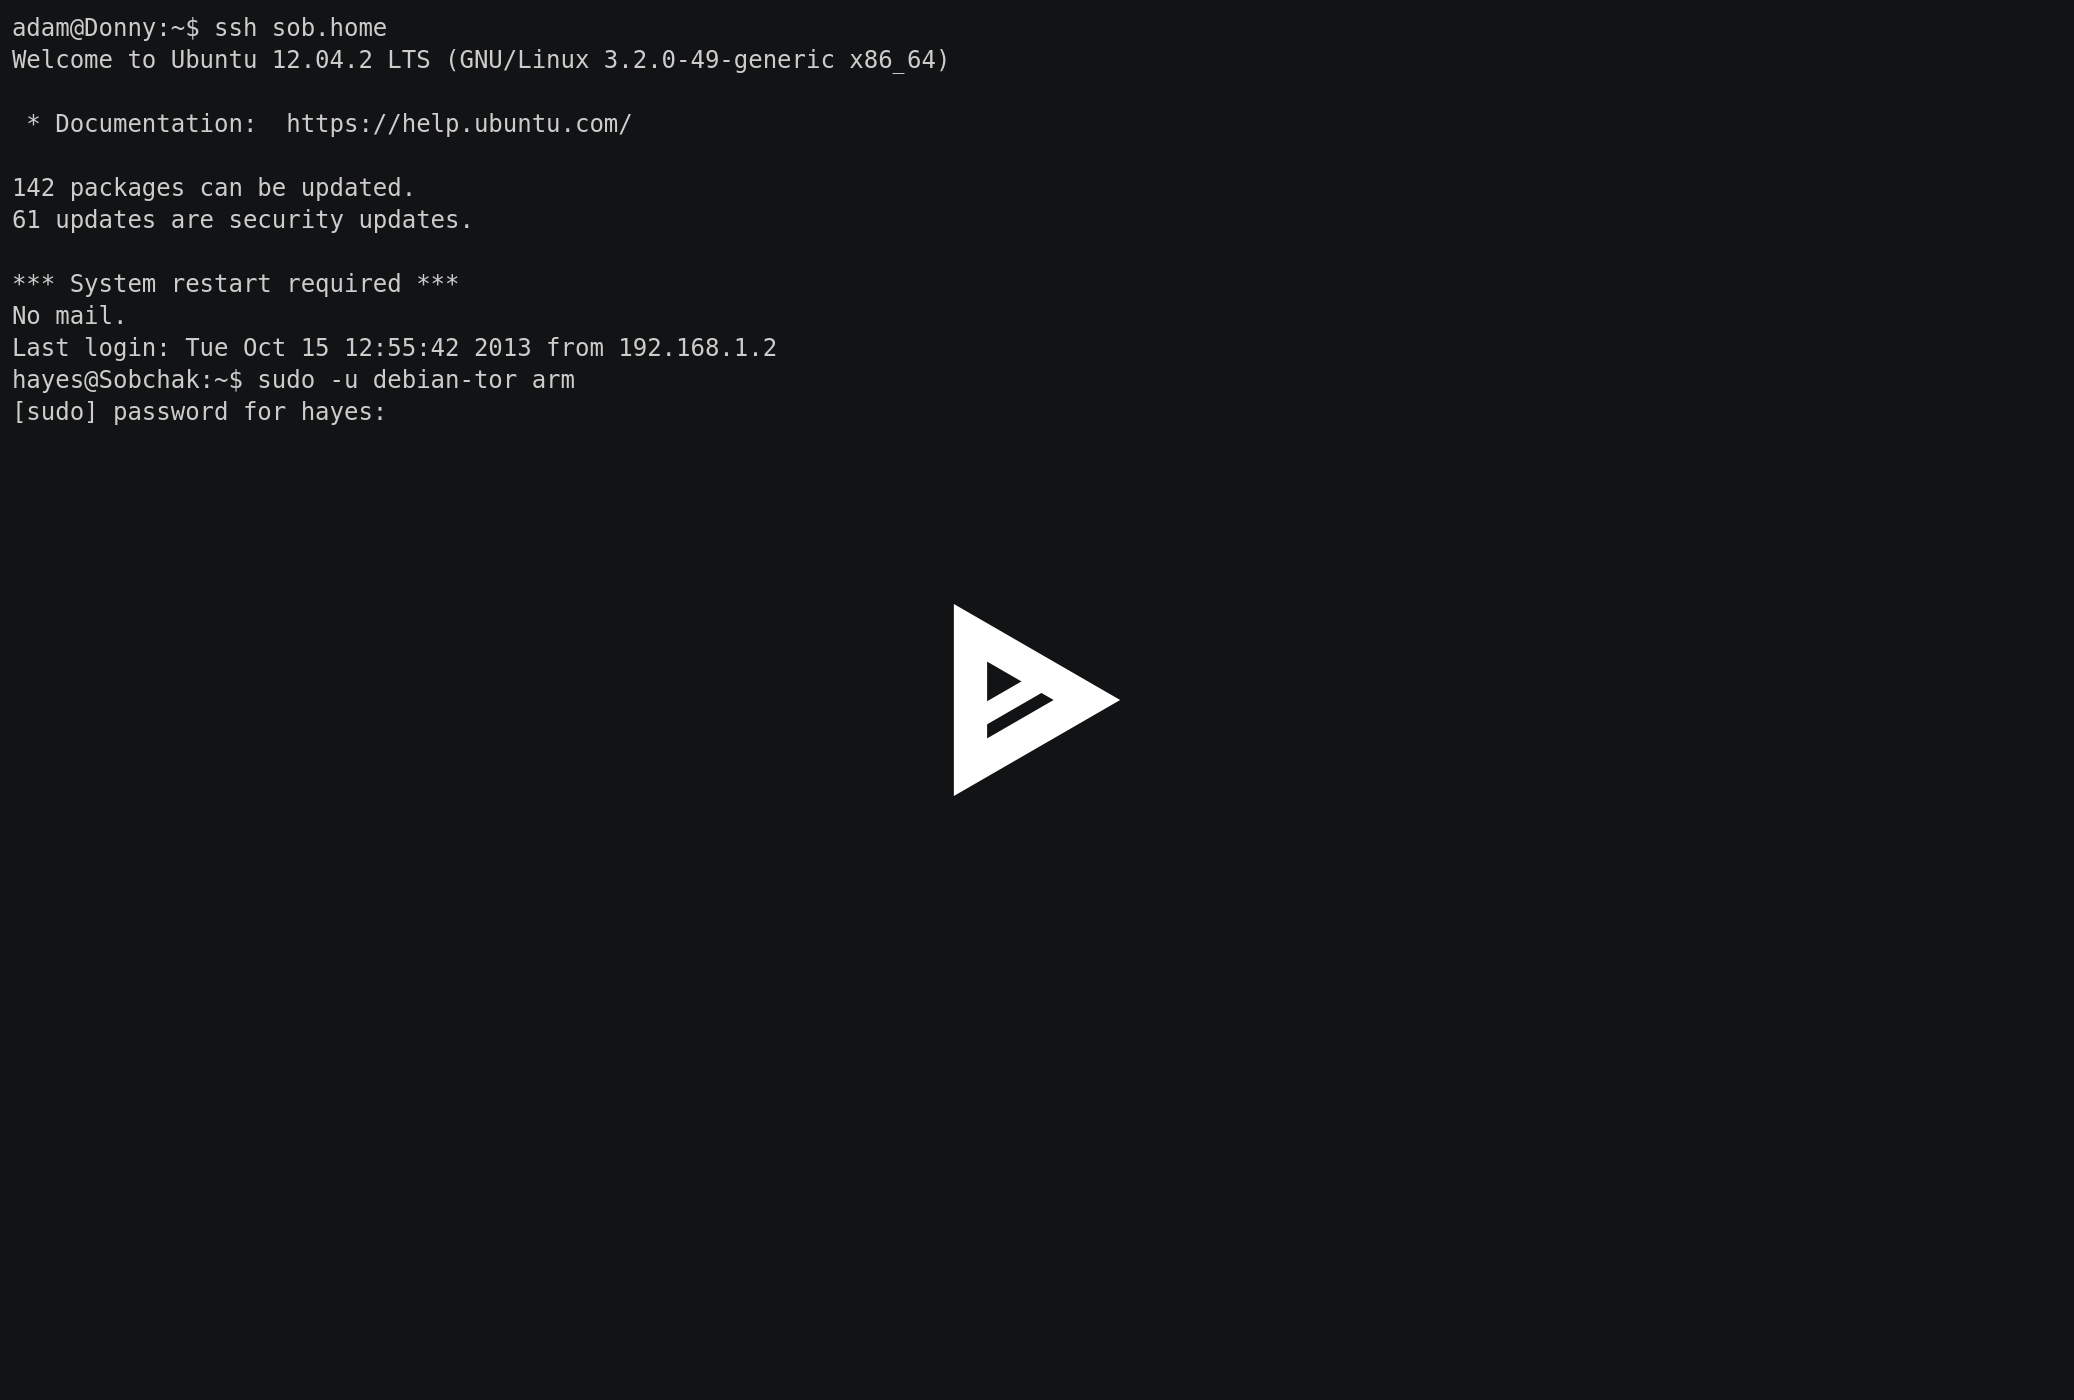 adam@Donny:~$ ssh sob.home
Welcome to Ubuntu 12.04.2 LTS (GNU/Linux 3.2.0-49-generic x86_64)
 * Documentation:  https://help.ubuntu.com/
142 packages can be updated.
61 updates are security updates.
*** System restart required ***
No mail.
Last login: Tue Oct 15 12:55:42 2013 from 192.168.1.2
hayes@Sobchak:~$ sudo -u debian-tor arm
[sudo] password for hayes: